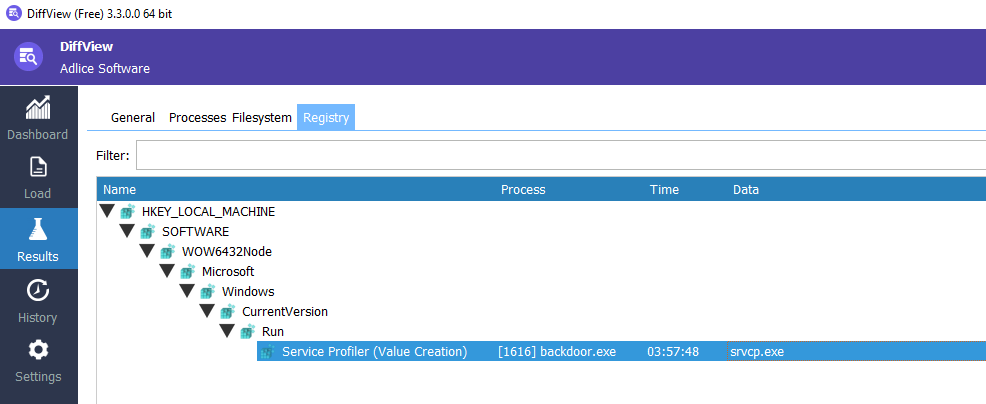 DiffView (Free) 3.3.0.0 64 bit
DiffView
Adlice Software
Dashboard
Load
Results
History
Settings
General Processes Filesystem Registry
Filter:
Name Process Time Data
HKEY_LOCAL_MACHINE
SOFTWARE
WOW6432Node
Microsoft
Windows
CurrentVersion
Run
Service Profiler (Value Creation) [1616] backdoor.exe 03:57:48 srvcp.exe